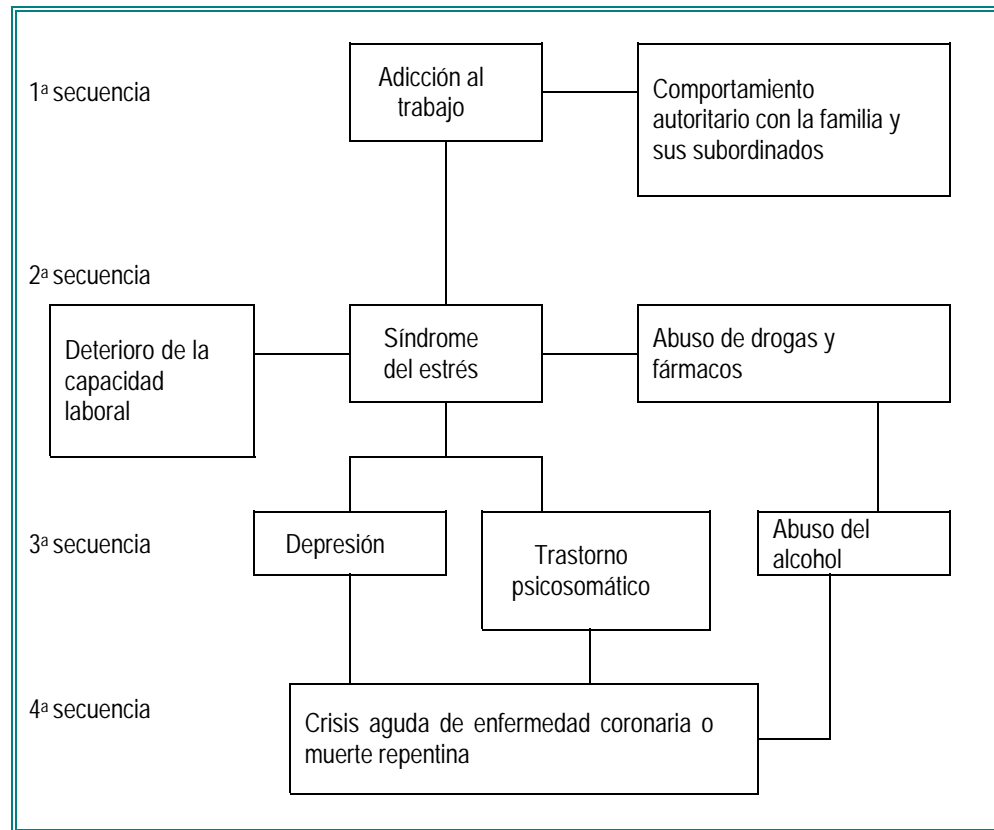 1ª secuencia
Adicción al
trabajo
Comportamiento
autoritario con la familia y
sus subordinados
2ª secuencia
Deterioro de la
capacidad
laboral
Síndrome
del estrés
Abuso de drogas y
fármacos
3ª secuencia
Depresión
Trastorno
psicosomático
Abuso del
alcohol
4ª secuencia
Crisis aguda de enfermedad coronaria o
muerte repentina